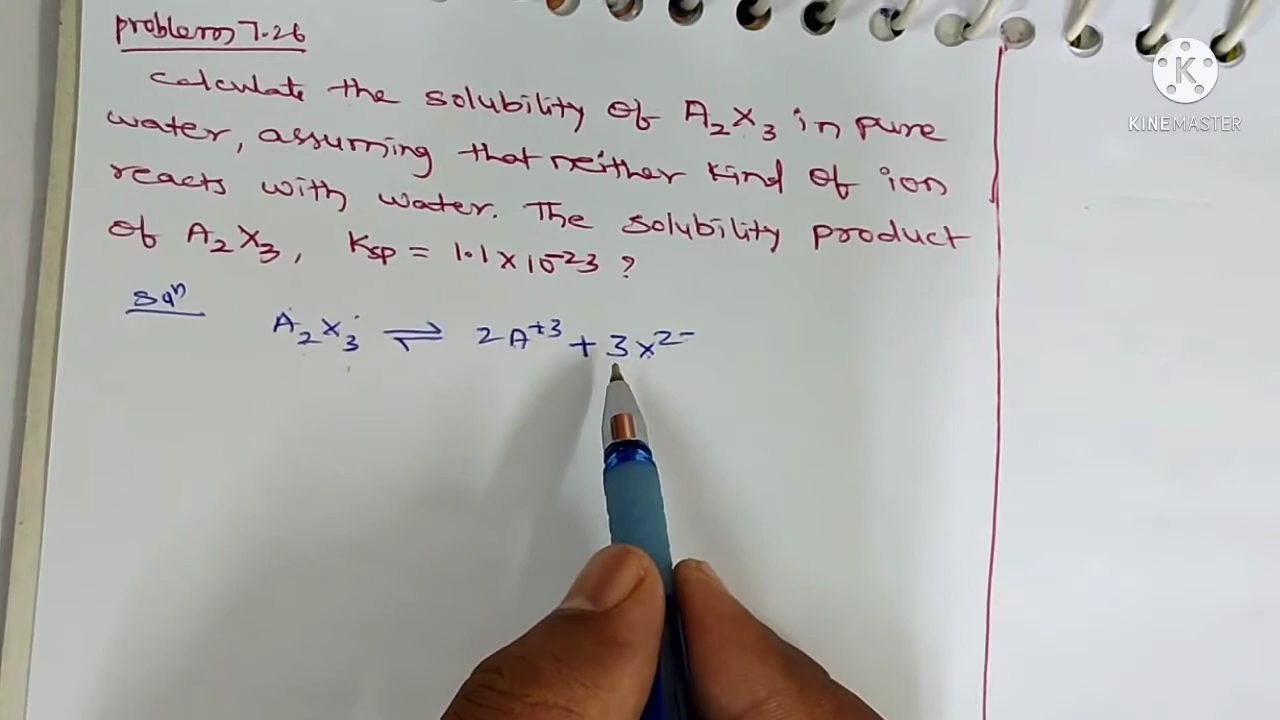 problem 7.26
Calculate the solubility of A₂X₃ in pure
water, assuming that neither kind of ion
reacts with water. The solubility product
of A₂X₃, Ksp = 1.1 × 10⁻²³ ?
Solⁿ
A₂X₃ ⇌ 2A⁺³ + 3X²⁻
K
KINEMASTER